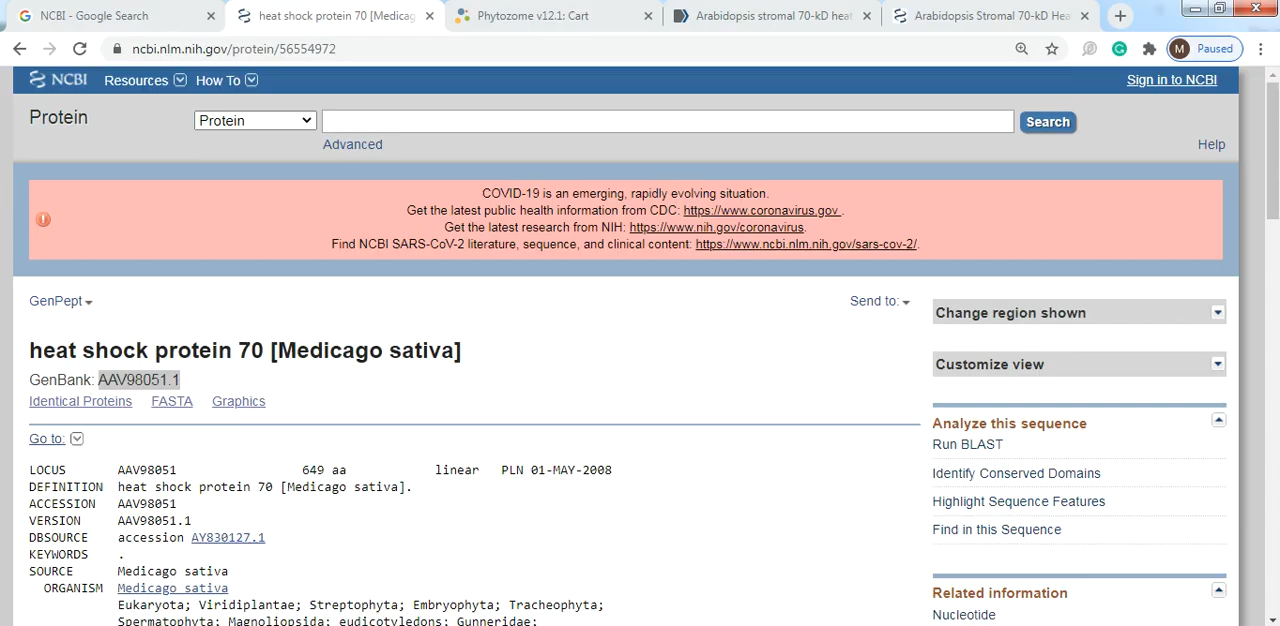 NCBI - Google Search
heat shock protein 70 [Medicag
Phytozome v12.1: Cart
Arabidopsis stromal 70-kD heat
Arabidopsis Stromal 70-kD Hea
ncbi.nlm.nih.gov/protein/56554972
M Paused
NCBI Resources How To
Sign in to NCBI
Protein
Protein
Search
Advanced
Help
COVID-19 is an emerging, rapidly evolving situation.
Get the latest public health information from CDC: https://www.coronavirus.gov .
Get the latest research from NIH: https://www.nih.gov/coronavirus.
Find NCBI SARS-CoV-2 literature, sequence, and clinical content: https://www.ncbi.nlm.nih.gov/sars-cov-2/.
GenPept
Send to:
heat shock protein 70 [Medicago sativa]
GenBank: AAV98051.1
Identical Proteins FASTA Graphics
Go to:
LOCUS AAV98051 649 aa linear PLN 01-MAY-2008
DEFINITION heat shock protein 70 [Medicago sativa].
ACCESSION AAV98051
VERSION AAV98051.1
DBSOURCE accession AY830127.1
KEYWORDS .
SOURCE Medicago sativa
ORGANISM Medicago sativa
Eukaryota; Viridiplantae; Streptophyta; Embryophyta; Tracheophyta;
Spermatophyta; Magnoliopsida; eudicotyledons; Gunneridae;
Change region shown
Customize view
Analyze this sequence
Run BLAST
Identify Conserved Domains
Highlight Sequence Features
Find in this Sequence
Related information
Nucleotide